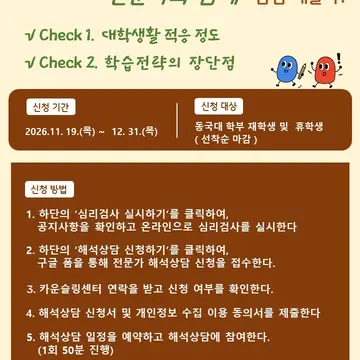 √ Check 1. 대학생활 적응 정도
√ Check 2. 학습전략의 장단점
신청 기간
2026.11. 19.(목) ~ 12. 31.(목)
신청 대상
동국대 학부 재학생 및 휴학생
( 선착순 마감 )
신청 방법
1. 하단의 '심리검사 실시하기'를 클릭하여,
공지사항을 확인하고 온라인으로 심리검사를 실시한다
2. 하단의 '해석상담 신청하기'를 클릭하여,
구글 폼을 통해 전문가 해석상담 신청을 접수한다.
3. 카운슬링센터 연락을 받고 신청 여부를 확인한다.
4. 해석상담 신청서 및 개인정보 수집 이용 동의서를 제출한다
5. 해석상담 일정을 예약하고 해석상담에 참여한다.
(1회 50분 진행)